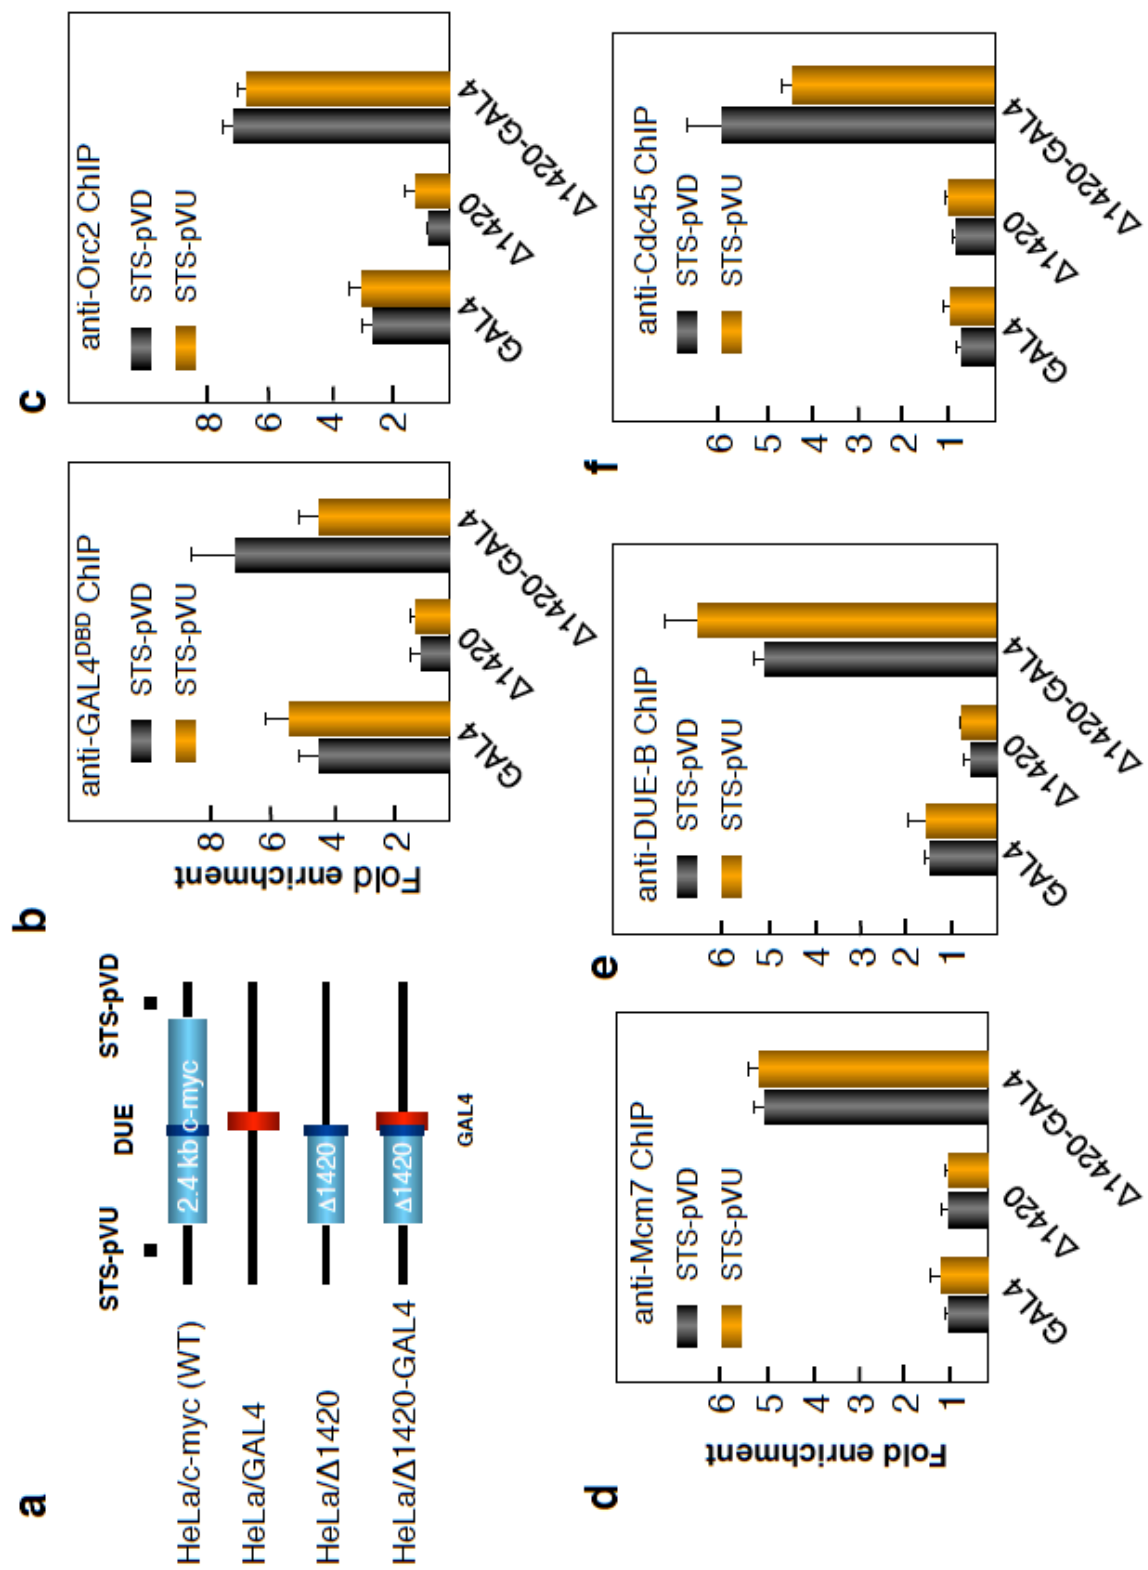 a
STS-pVU DUE STS-pVD
HeLa/c-myc (WT) 2.4 kb c-myc
HeLa/GAL4
HeLa/Δ1420 Δ1420
HeLa/Δ1420-GAL4 Δ1420
GAL4
b
anti-GAL4DBD ChIP
STS-pVD
STS-pVU
Fold enrichment
8
6
4
2
GAL4 Δ1420 Δ1420-GAL4
c
anti-Orc2 ChIP
STS-pVD
STS-pVU
8
6
4
2
GAL4 Δ1420 Δ1420-GAL4
d
anti-Mcm7 ChIP
STS-pVD
STS-pVU
Fold enrichment
6
5
4
3
2
1
GAL4 Δ1420 Δ1420-GAL4
e
anti-DUE-B ChIP
STS-pVD
STS-pVU
6
5
4
3
2
1
GAL4 Δ1420 Δ1420-GAL4
f
anti-Cdc45 ChIP
STS-pVD
STS-pVU
6
5
4
3
2
1
GAL4 Δ1420 Δ1420-GAL4